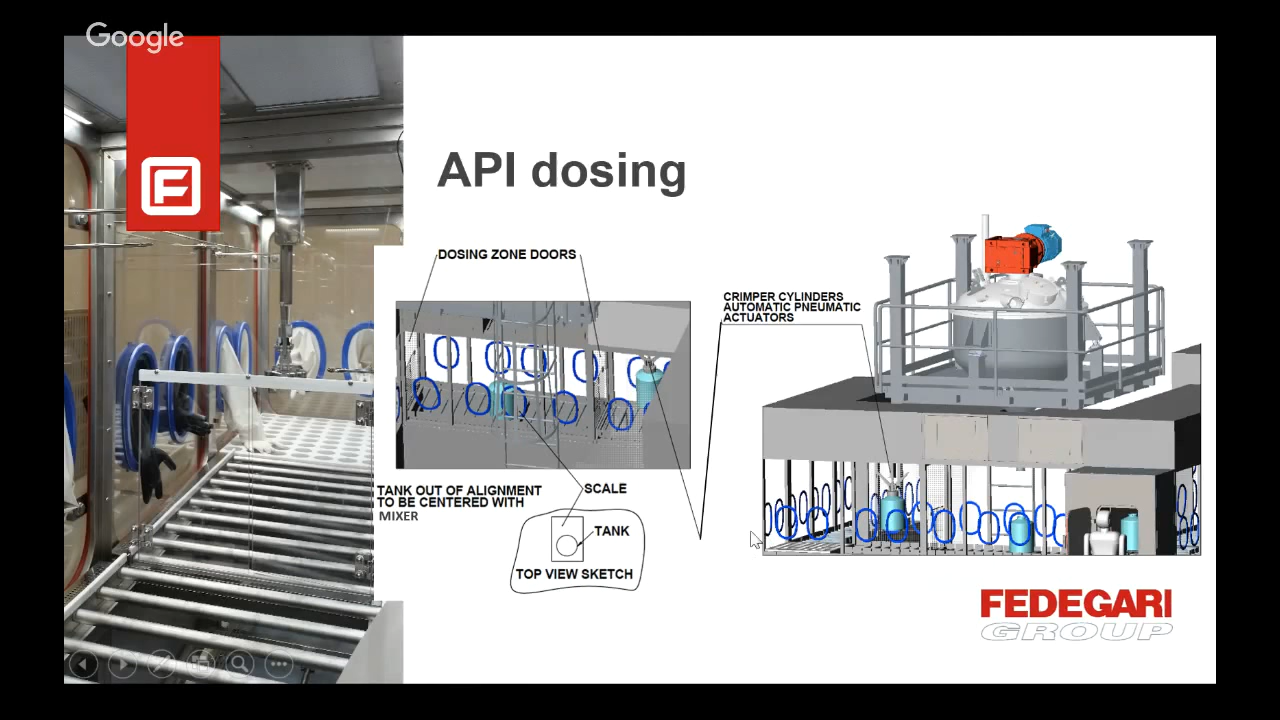 Google
F
API dosing
DOSING ZONE DOORS
CRIMPER CYLINDERS
AUTOMATIC PNEUMATIC
ACTUATORS
TANK OUT OF ALIGNMENT
TO BE CENTERED WITH
MIXER
SCALE
TANK
TOP VIEW SKETCH
FEDEGARI
GROUP